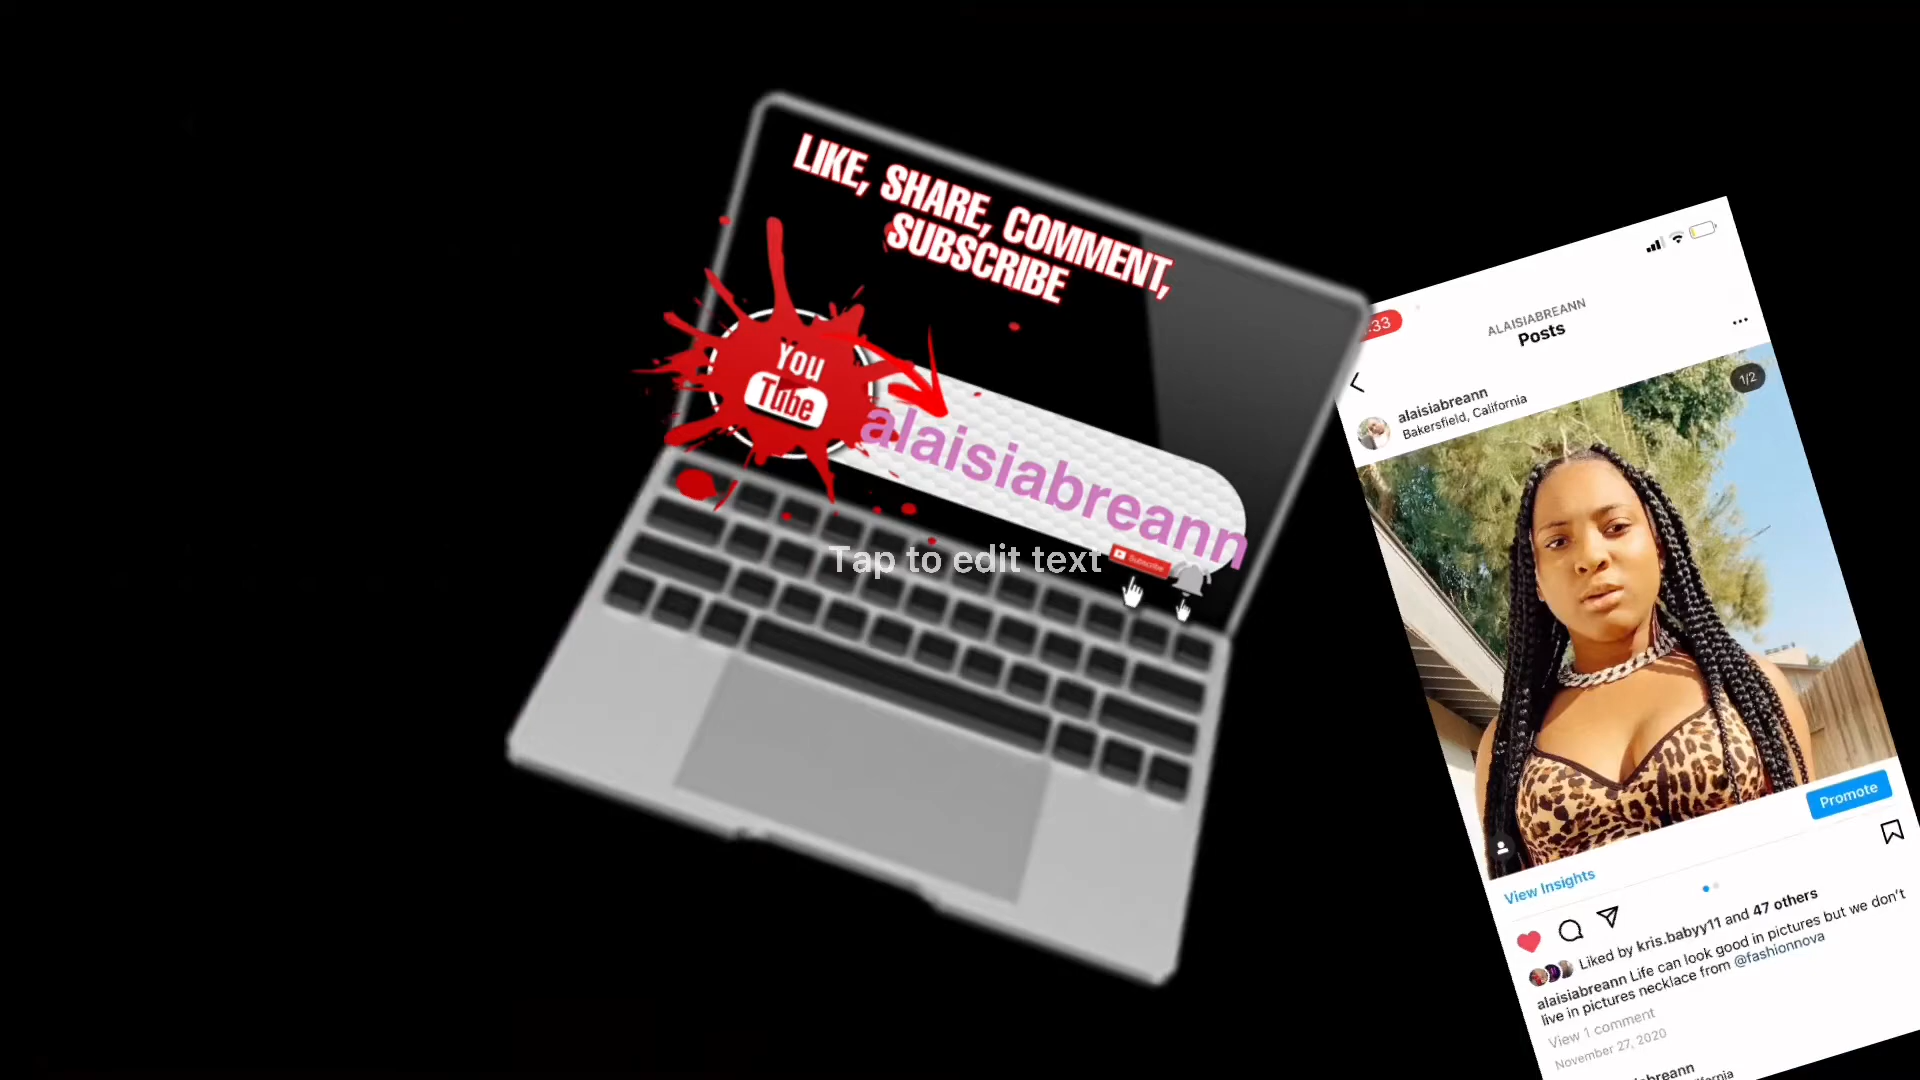 LIKE, SHARE, COMMENT,
SUBSCRIBE
You
Tube
alaisiabreann
Subscribe
Tap to edit text
:33
ALAISIABREANN
Posts
alaisiabreann
Bakersfield, California
1/2
Promote
View Insights
Liked by kris.babyy11 and 47 others
alaisiabreann Life can look good in pictures but we don't
live in pictures necklace from @fashionnova
View 1 comment
November 27, 2020